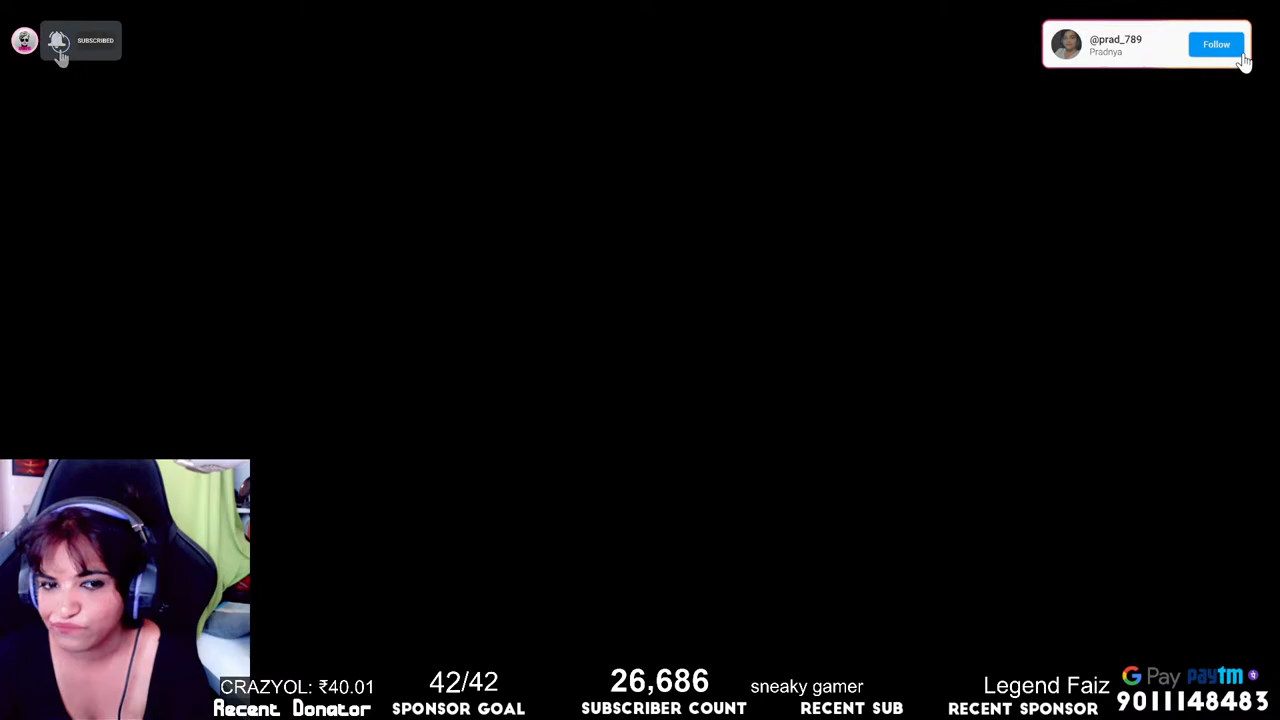 SUBSCRIBED
@prad_789
Pradnya
Follow
CRAZYOL: ₹40.01
Recent Donator
42/42
SPONSOR GOAL
26,686
SUBSCRIBER COUNT
sneaky gamer
RECENT SUB
Legend Faiz
RECENT SPONSOR
G Pay paytm
9011148483